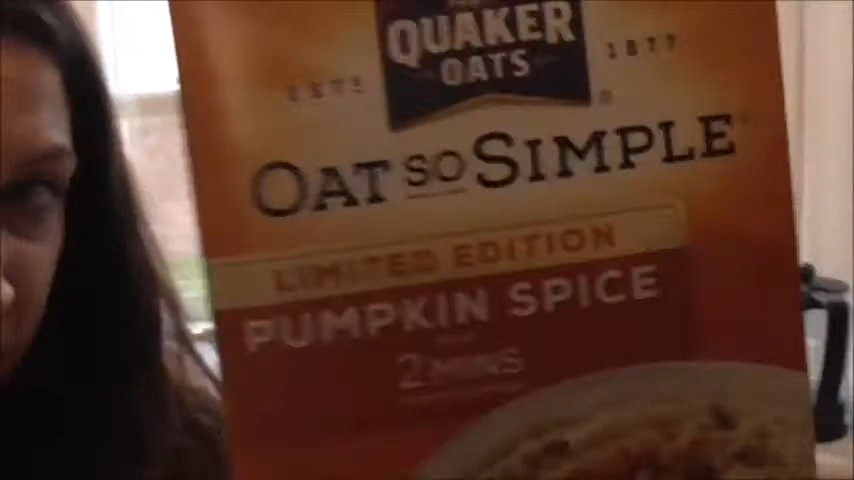 QUAKER
OATS
ESTD 1877
OAT SO SIMPLE
LIMITED EDITION
PUMPKIN SPICE
2 MINS